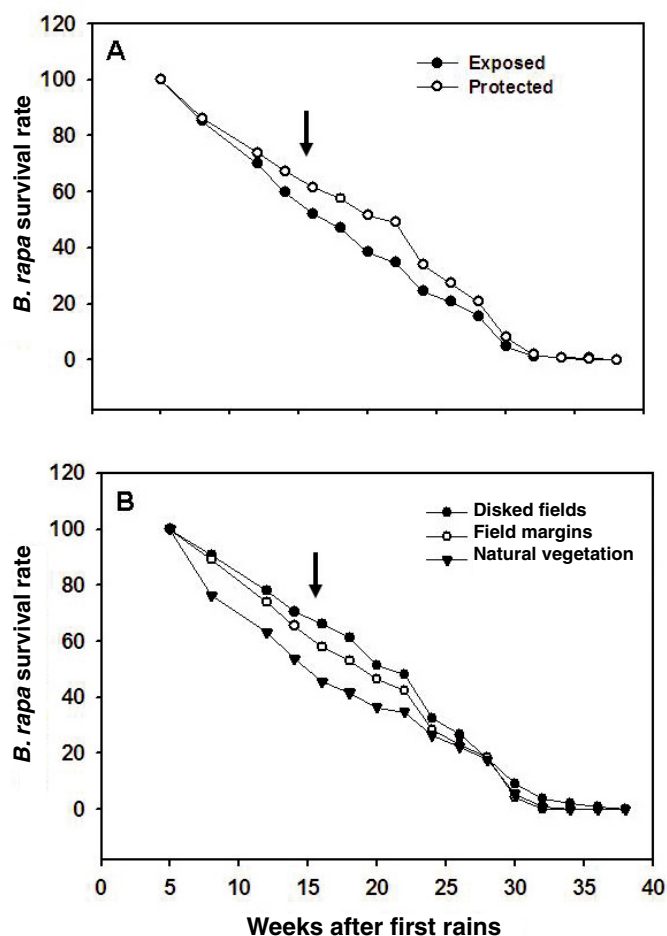 120
100
80
60
40
20
0
A
Exposed
Protected
B. rapa survival rate
120
100
80
60
40
20
0
B
Disked fields
Field margins
Natural vegetation
B. rapa survival rate
0 5 10 15 20 25 30 35 40
Weeks after first rains